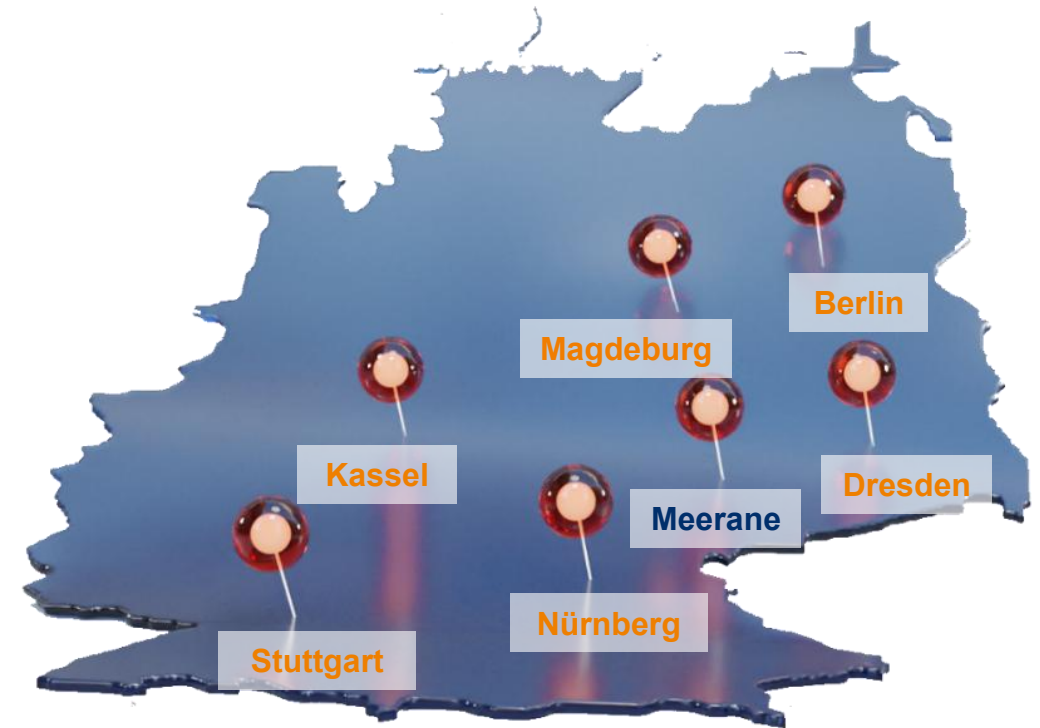 Berlin
Magdeburg
Kassel
Dresden
Meerane
Nürnberg
Stuttgart